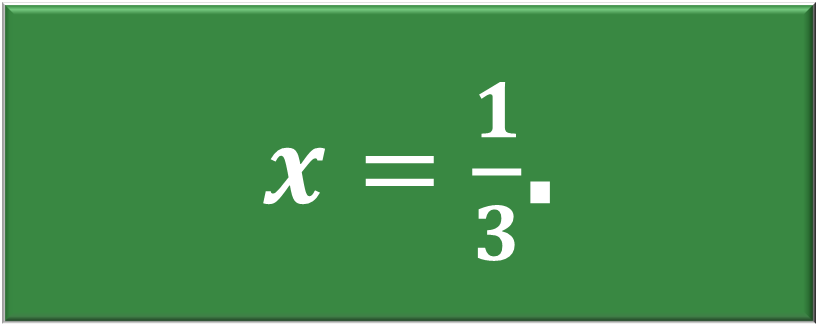 x = 1/3.